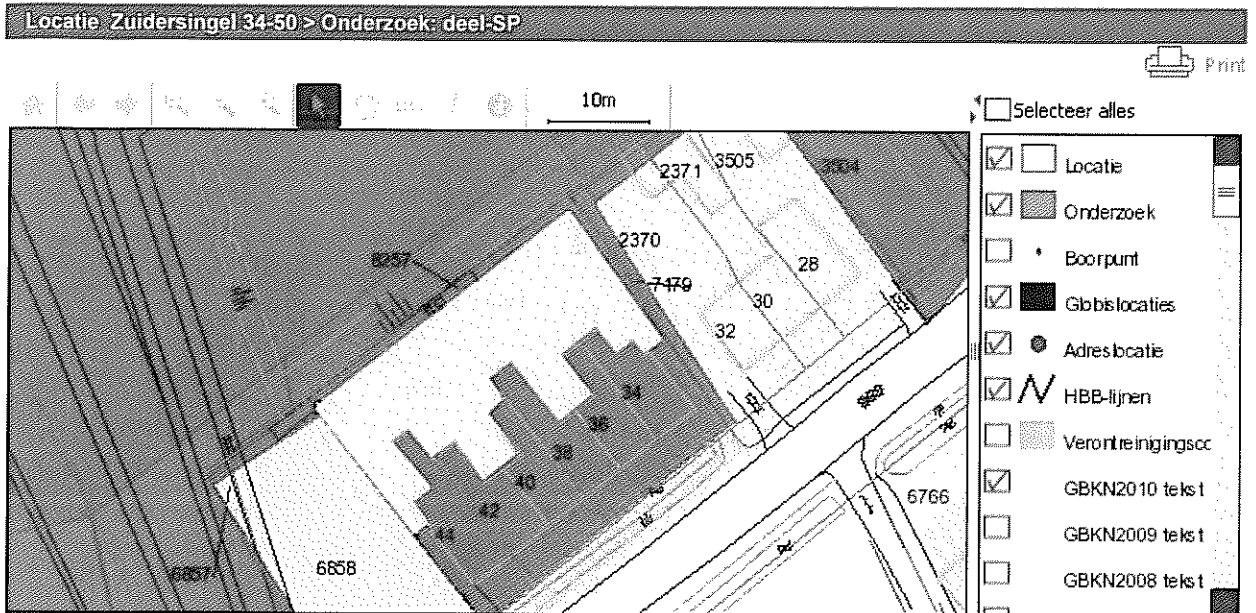 Locatie Zuidersingel 34-50 > Onderzoek: deel-SP
Print
10m
Selecteer alles
Locatie
Onderzoek
Boorpunt
Globislocaties
Adreslocatie
HBB-lijnen
Verontreinigingscc
GBKN2010 tekst
GBKN2009 tekst
GBKN2008 tekst
2371
3505
3504
2370
8257
7479
28
30
32
34
36
38
40
42
44
6766
6857
6858